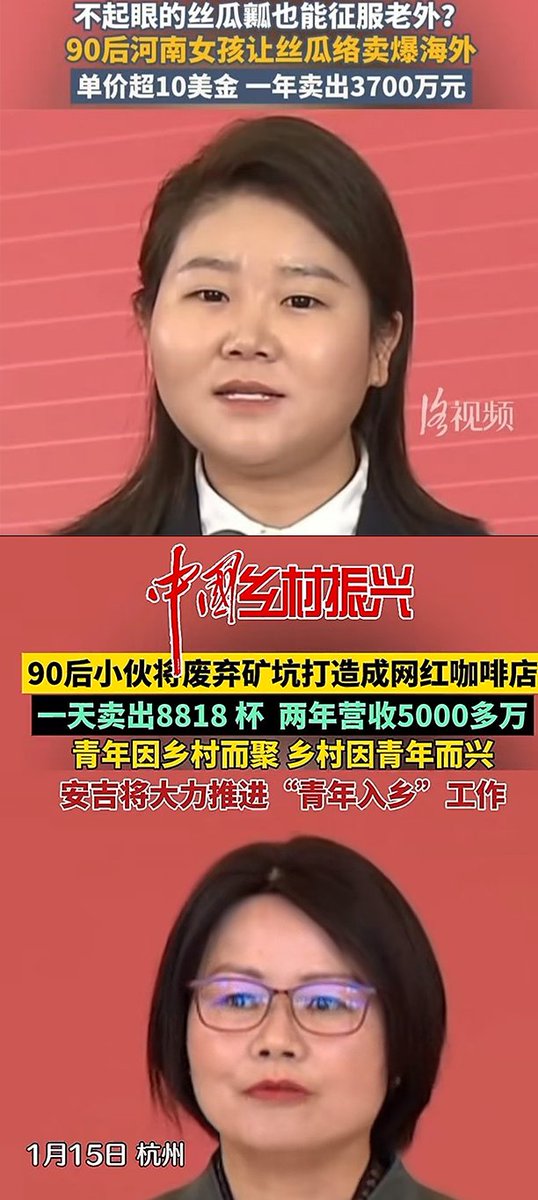 不起眼的丝瓜瓤也能征服老外？
90后河南女孩让丝瓜络卖爆海外
单价超10美金 一年卖出3700万元
洛视频
中国乡村振兴
90后小伙将废弃矿坑打造成网红咖啡店
一天卖出8818 杯 两年营收5000多万
青年因乡村而聚 乡村因青年而兴
安吉将大力推进“青年入乡”工作
1月15日 杭州